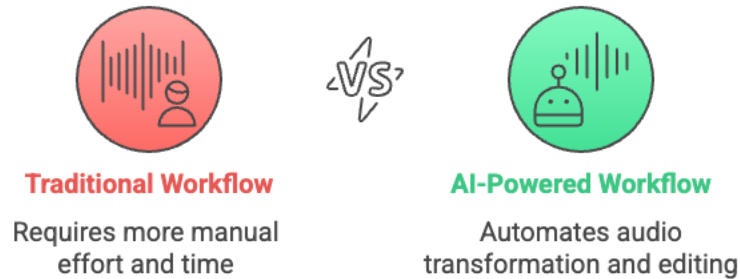 VS
Traditional Workflow
AI-Powered Workflow
Requires more manual
effort and time
Automates audio
transformation and editing